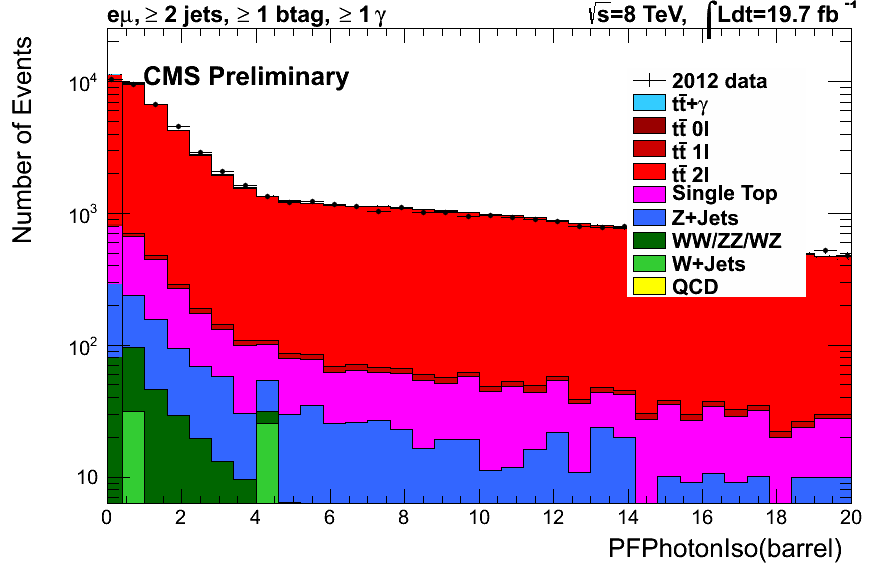 eμ, ≥ 2 jets, ≥ 1 btag, ≥ 1 γ
√s=8 TeV, ∫Ldt=19.7 fb⁻¹
CMS Preliminary
Number of Events
10⁴
10³
10²
10
2012 data
tt̄+γ
tt̄ 0l
tt̄ 1l
tt̄ 2l
Single Top
Z+Jets
WW/ZZ/WZ
W+Jets
QCD
0 2 4 6 8 10 12 14 16 18 20
PFPhotonIso(barrel)